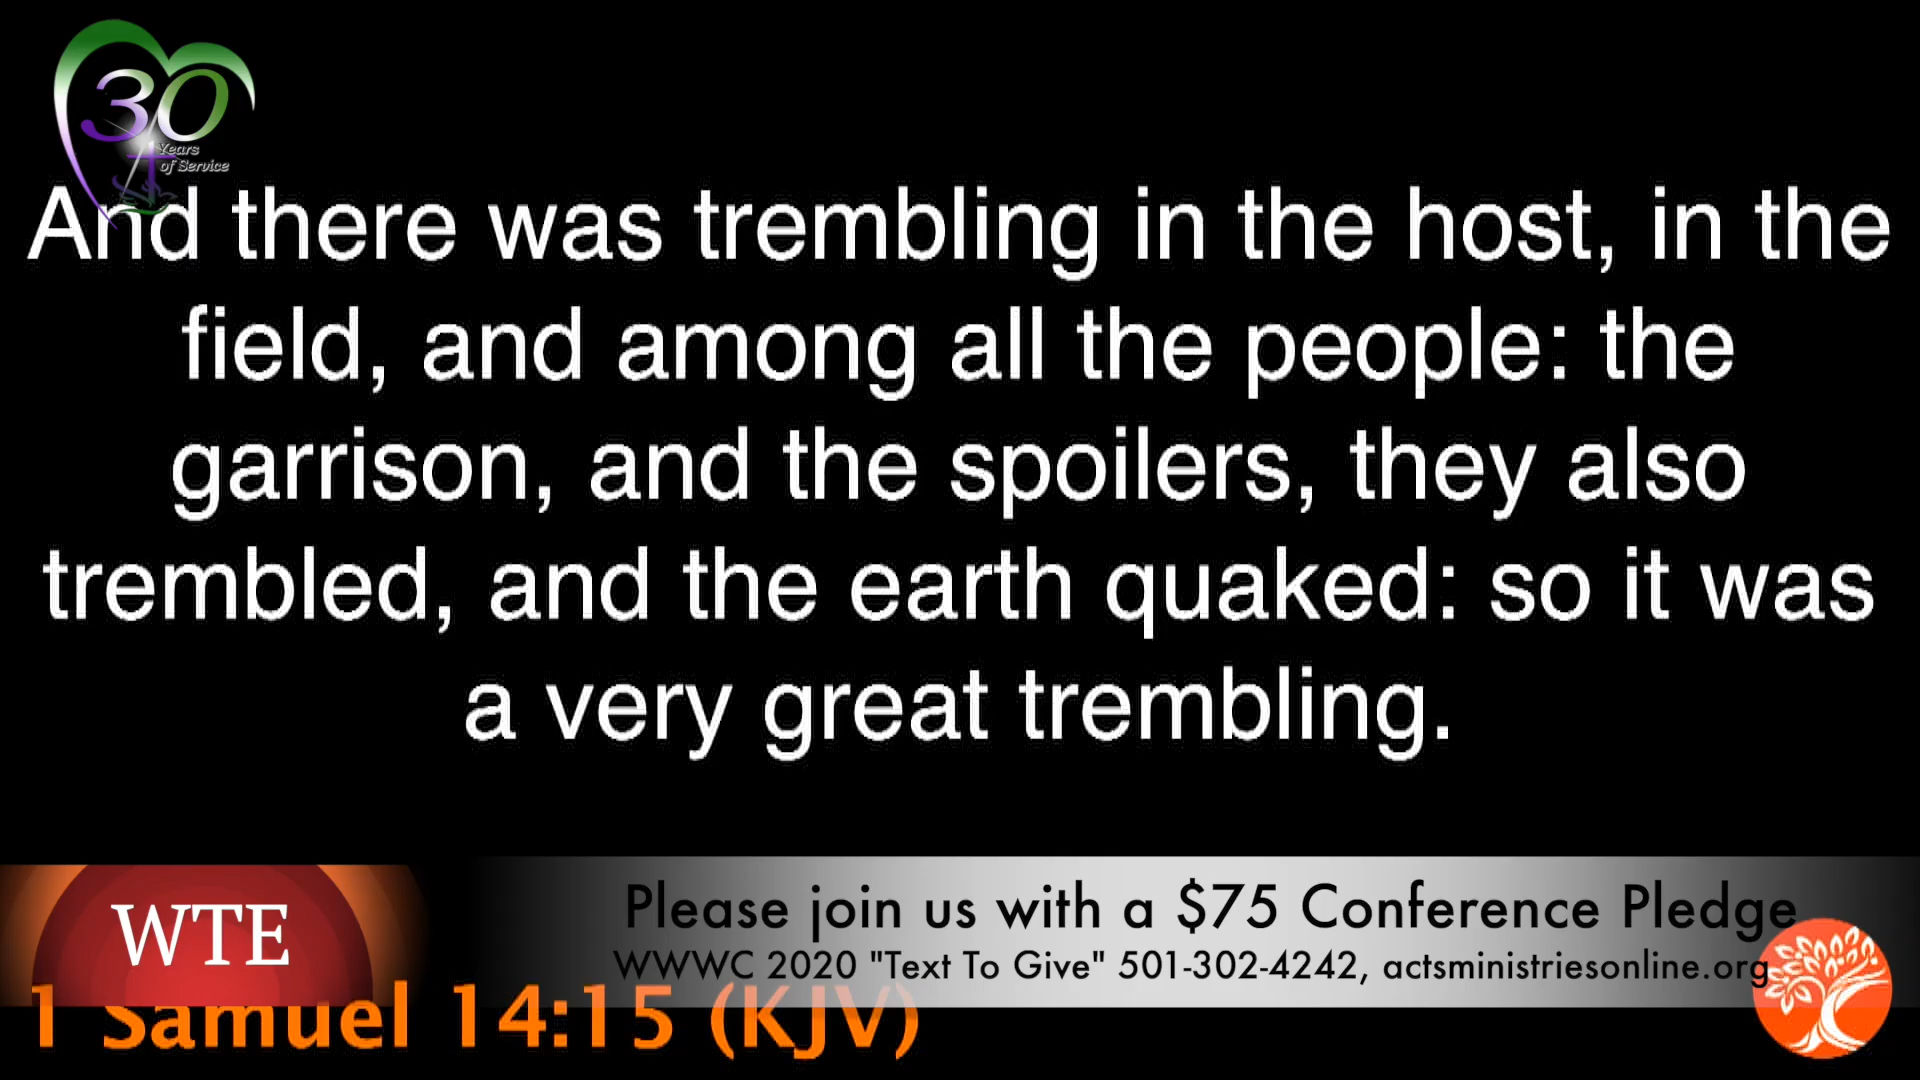 30
Years
of Service
And there was trembling in the host, in the
field, and among all the people: the
garrison, and the spoilers, they also
trembled, and the earth quaked: so it was
a very great trembling.
WTE
Please join us with a $75 Conference Pledge
WWWC 2020 "Text To Give" 501-302-4242, actsministriesonline.org
1 Samuel 14:15 (KJV)